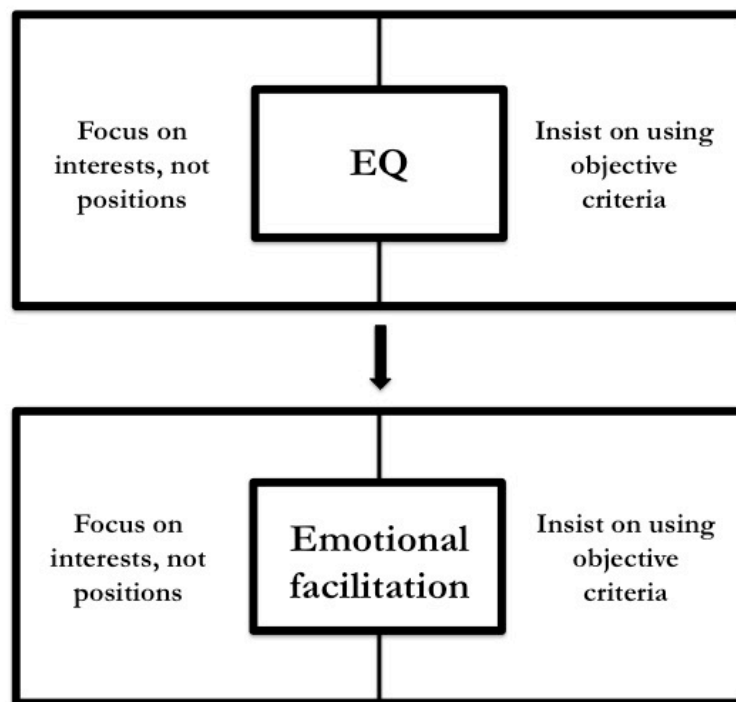 Focus on
interests, not
positions
EQ
Insist on using
objective
criteria
Focus on
interests, not
positions
Emotional
facilitation
Insist on using
objective
criteria